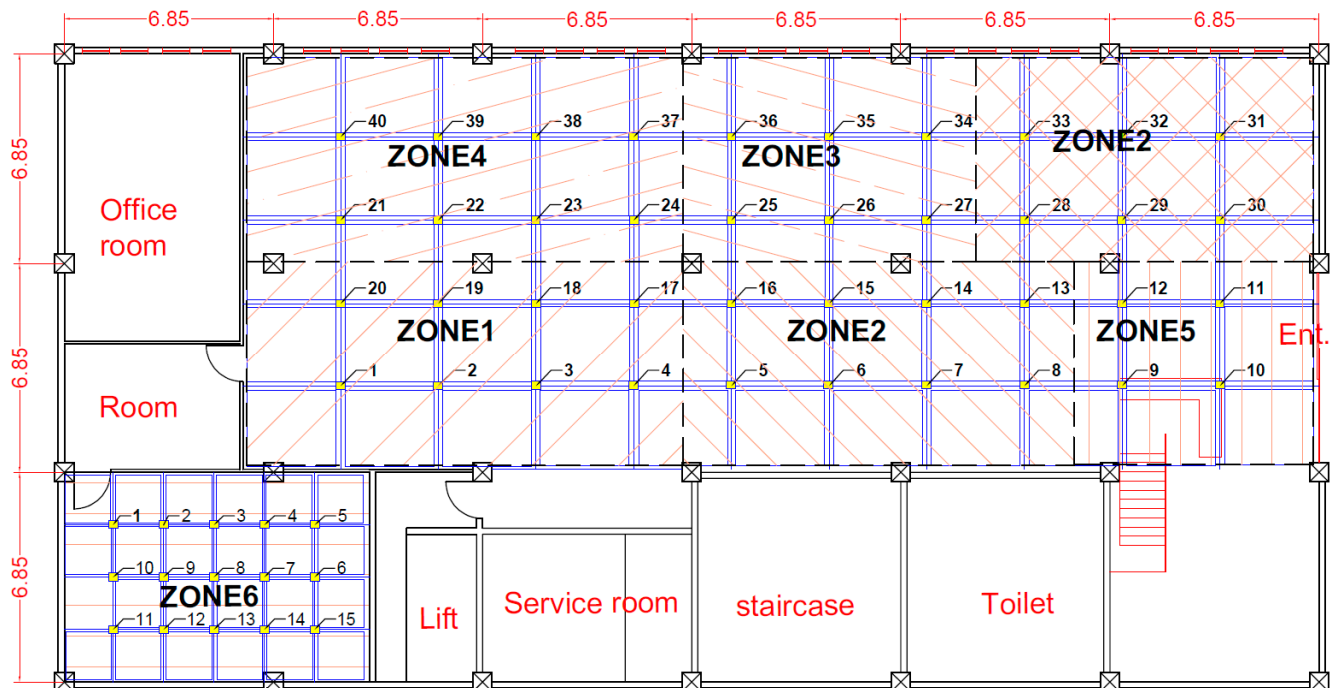 6.85 6.85 6.85 6.85 6.85 6.85
40 39 38 37 36 35 34 33 32 31
ZONE4 ZONE3 ZONE2
6.85
Office
room
21 22 23 24 25 26 27 28 29 30
20 19 18 17 16 15 14 13 12 11
ZONE1 ZONE2 ZONE5 Ent.
6.85
1 2 3 4 5 6 7 8 9 10
Room
1 2 3 4 5
10 9 8 7 6
6.85
ZONE6
11 12 13 14 15
Lift
Service room
staircase
Toilet